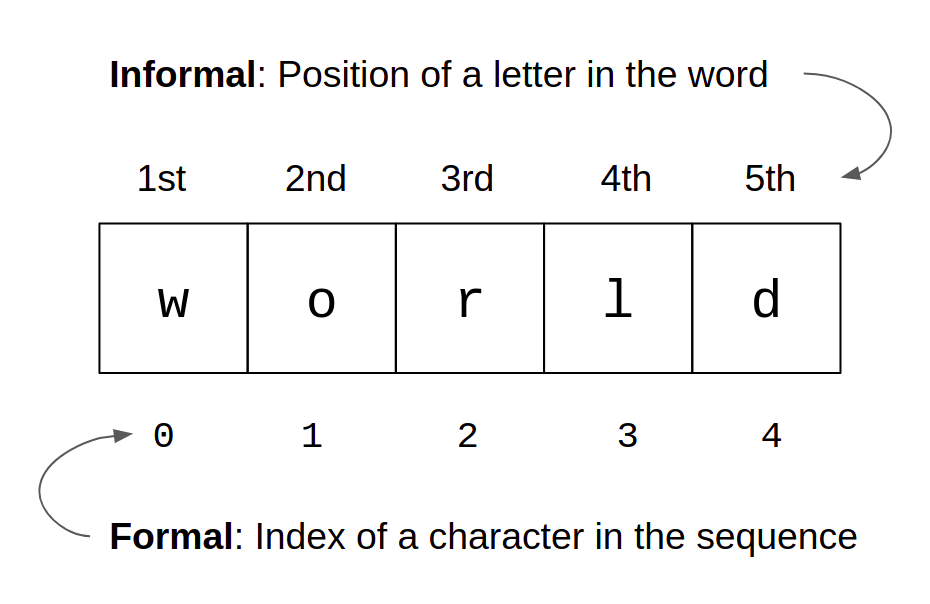 Informal: Position of a letter in the word
1st 2nd 3rd 4th 5th
w o r l d
0 1 2 3 4
Formal: Index of a character in the sequence